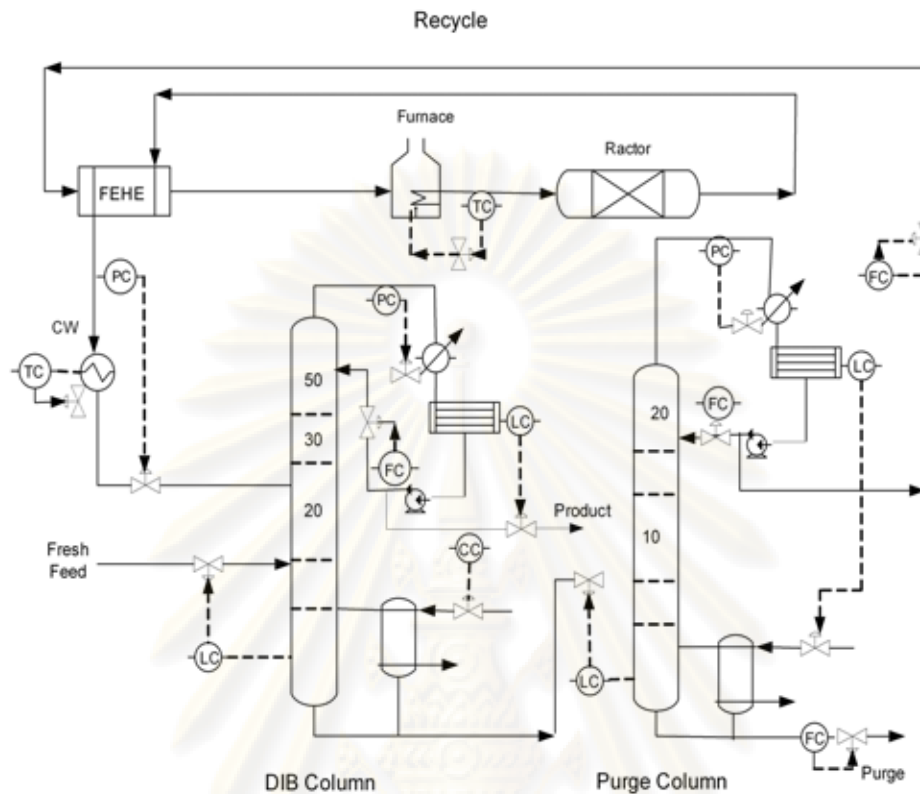 Recycle
Furnace
Ractor
FEHE
TC
PC
PC
FC
PC
CW
TC
50
LC
LC
20
FC
30
FC
20
Product
10
CC
Fresh
Feed
LC
LC
FC
Purge
DIB Column
Purge Column